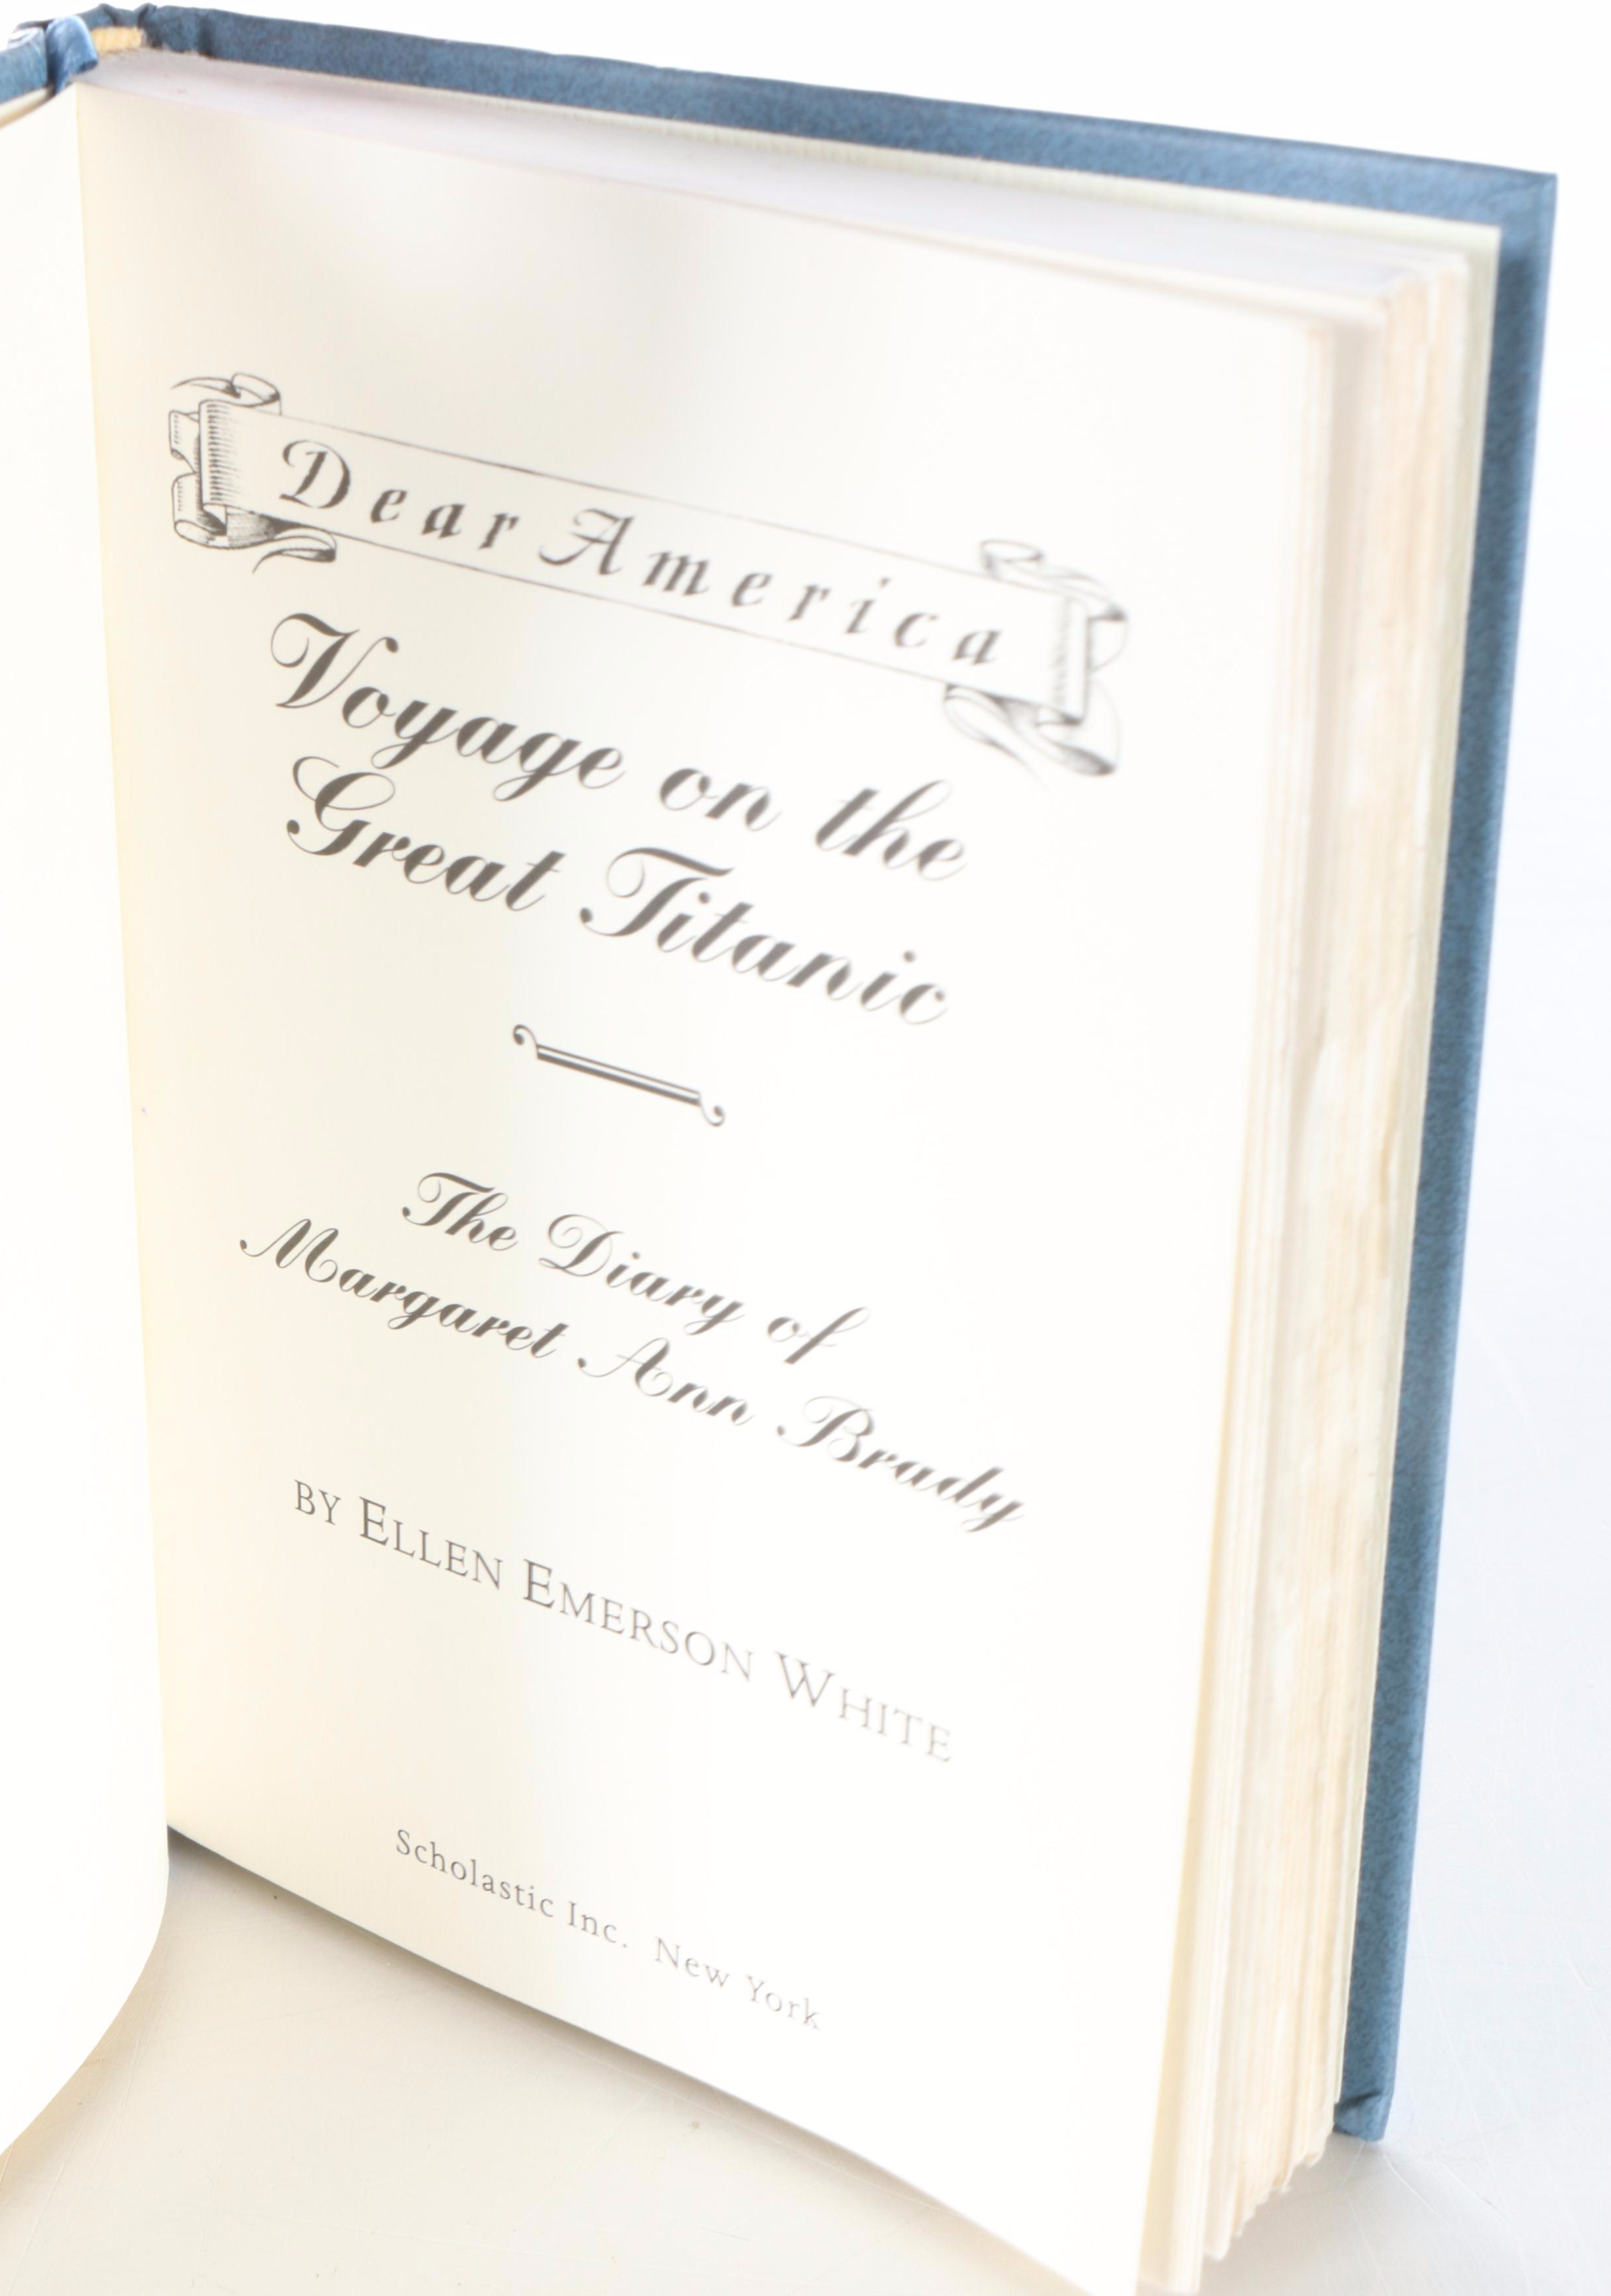 Dear America
Voyage on the
Great Titanic
The Diary of
Margaret Ann Brady
BY ELLEN EMERSON WHITE
Scholastic Inc. New York